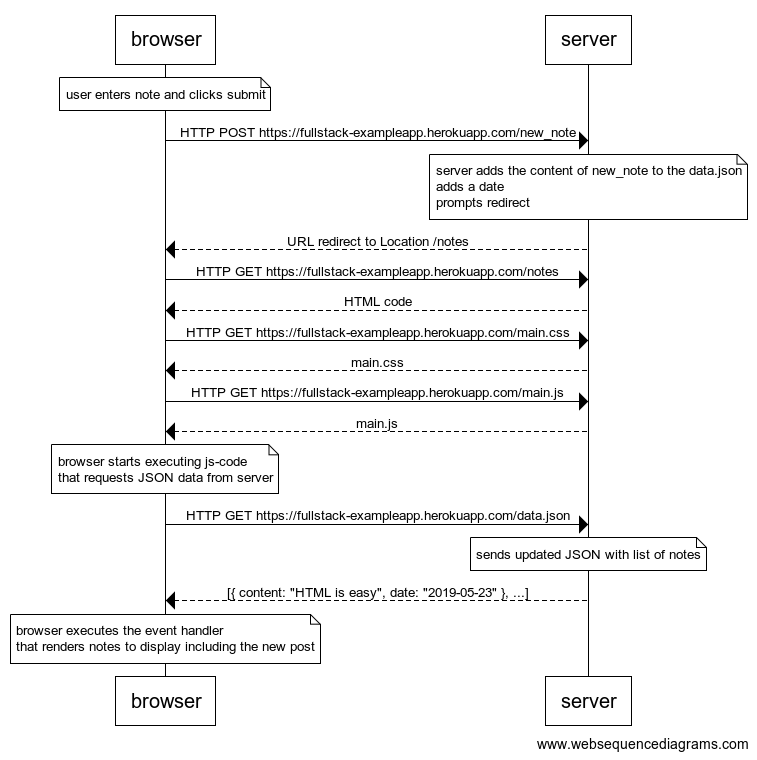 browser
server
user enters note and clicks submit
HTTP POST https://fullstack-exampleapp.herokuapp.com/new_note
server adds the content of new_note to the data.json
adds a date
prompts redirect
URL redirect to Location /notes
HTTP GET https://fullstack-exampleapp.herokuapp.com/notes
HTML code
HTTP GET https://fullstack-exampleapp.herokuapp.com/main.css
main.css
HTTP GET https://fullstack-exampleapp.herokuapp.com/main.js
main.js
browser starts executing js-code
that requests JSON data from server
HTTP GET https://fullstack-exampleapp.herokuapp.com/data.json
sends updated JSON with list of notes
[{ content: "HTML is easy", date: "2019-05-23" }, ...]
browser executes the event handler
that renders notes to display including the new post
browser
server
www.websequencediagrams.com